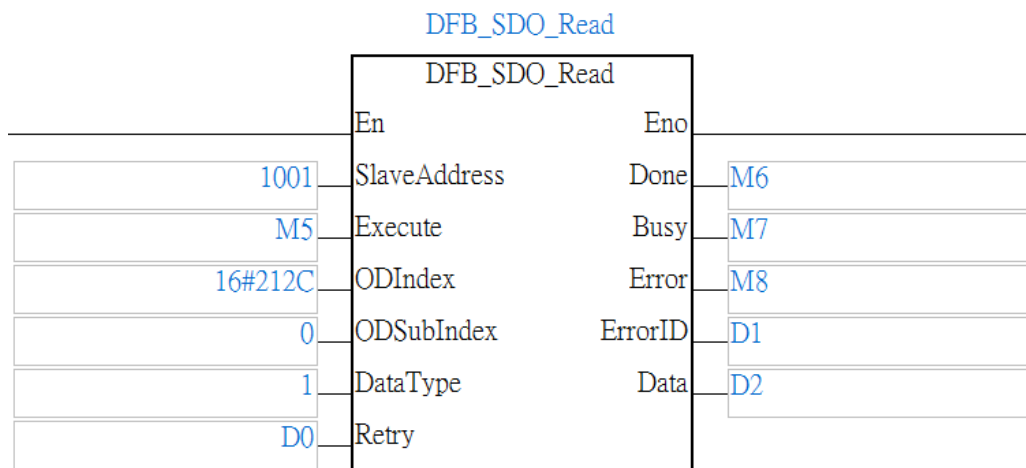 DFB_SDO_Read
DFB_SDO_Read
En Eno
1001 SlaveAddress Done M6
M5 Execute Busy M7
16#212C ODIndex Error M8
0 ODSubIndex ErrorID D1
1 DataType Data D2
D0 Retry